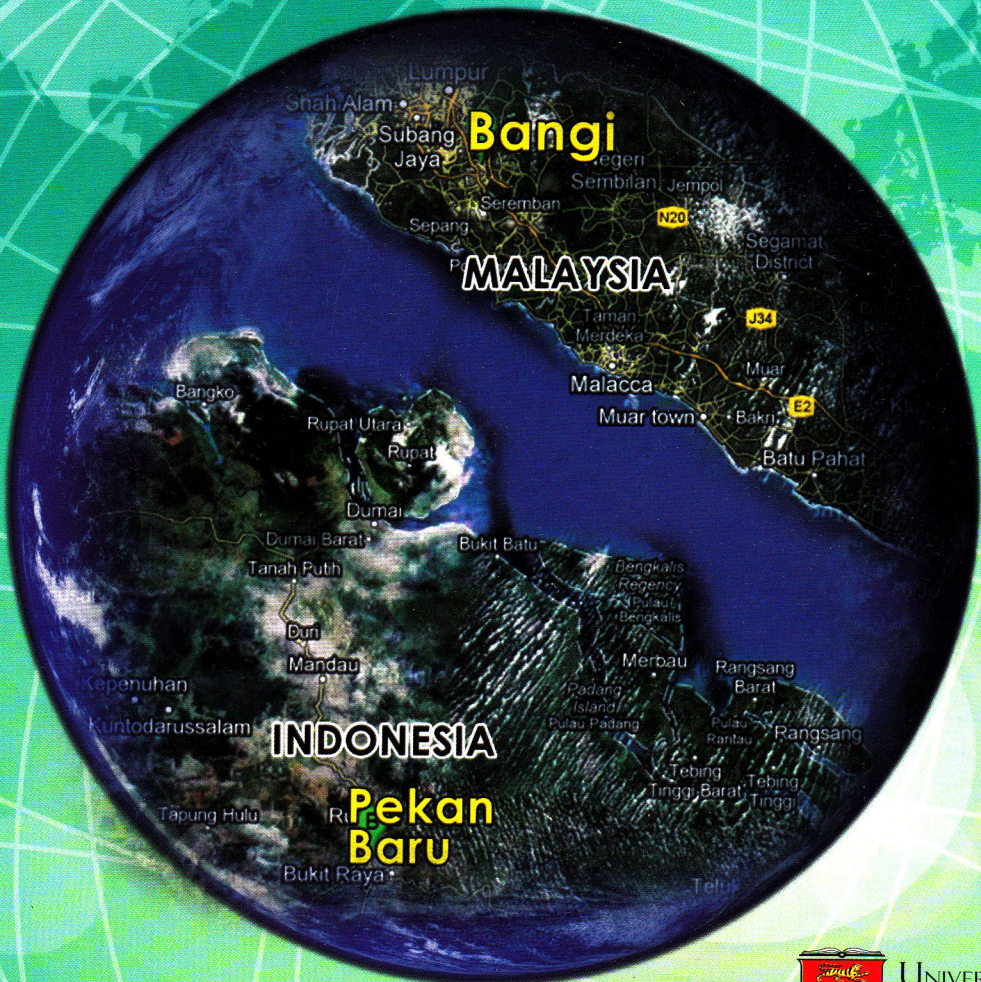 Lumpur
Shah Alam
Subang
Jaya
Bangi
egeri
Sembilan
Jempol
Seremban
N20
Sepang
Segamat
District
MALAYSIA
J34
Taman
Merdeka
Muar
Malacca
E2
Muar town
Bakri
Batu Pahat
Bangko
Rupat Utara
Rupat
Dumai
Dumai Barat
Bukit Batu
Tanah Putih
Bengkalis
Regency
Pulau
Bengkalis
Duri
Mandau
Merbau
Rangsang
Barat
Kepenuhan
Padang
Island
Pulau Padang
Kuntodarussalam
Pulau
Rantau
Rangsang
INDONESIA
Tebing
Tinggi Barat
Tebing
Tinggi
Tapung Hulu
Pekan
Baru
Bukit Raya
Teluk
UNIVER